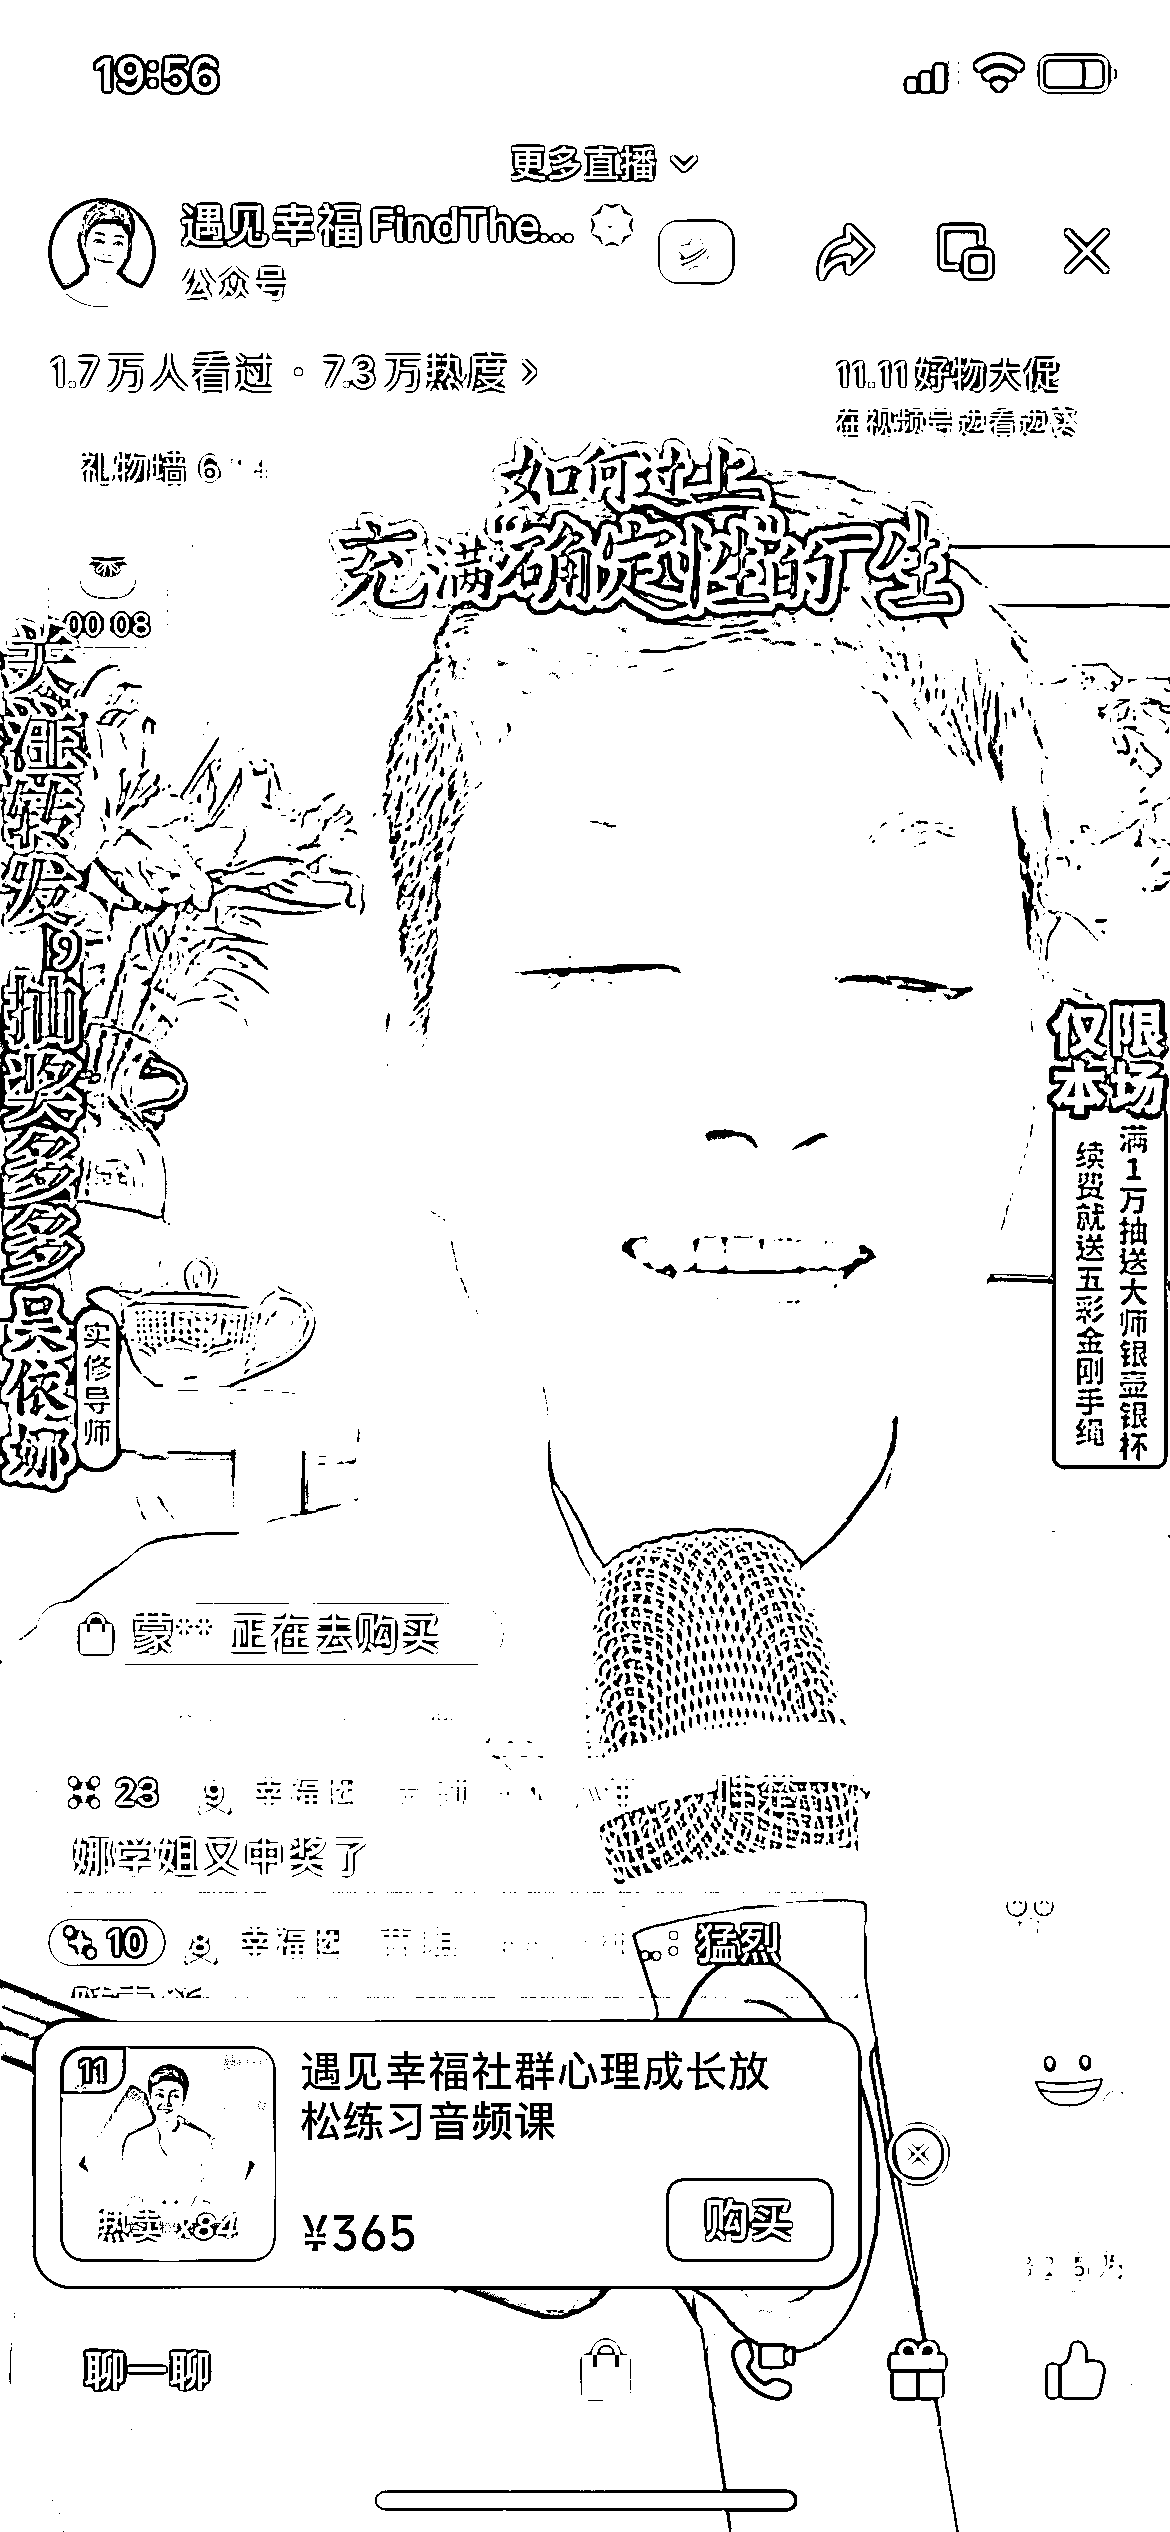 19:56
更多直播
遇见幸福 FindThe...
公众号
1.7万人看过 · 7.3万热度
11.11好物大促
在视频号边看边买
礼物墙
如何过上
充满“确定性”的一生
00:08
关注转发,抽奖多多多
吴依娜
实修导师
仅限
本场
满1万抽送大师银壶银杯
续费就送五彩金刚手绳
蒙** 正在去购买
23 幸福
娜学姐又中奖了
10 幸福
猛烈
11
遇见幸福社群心理成长放
松练习音频课
热卖 x84
¥365
购买
聊一聊